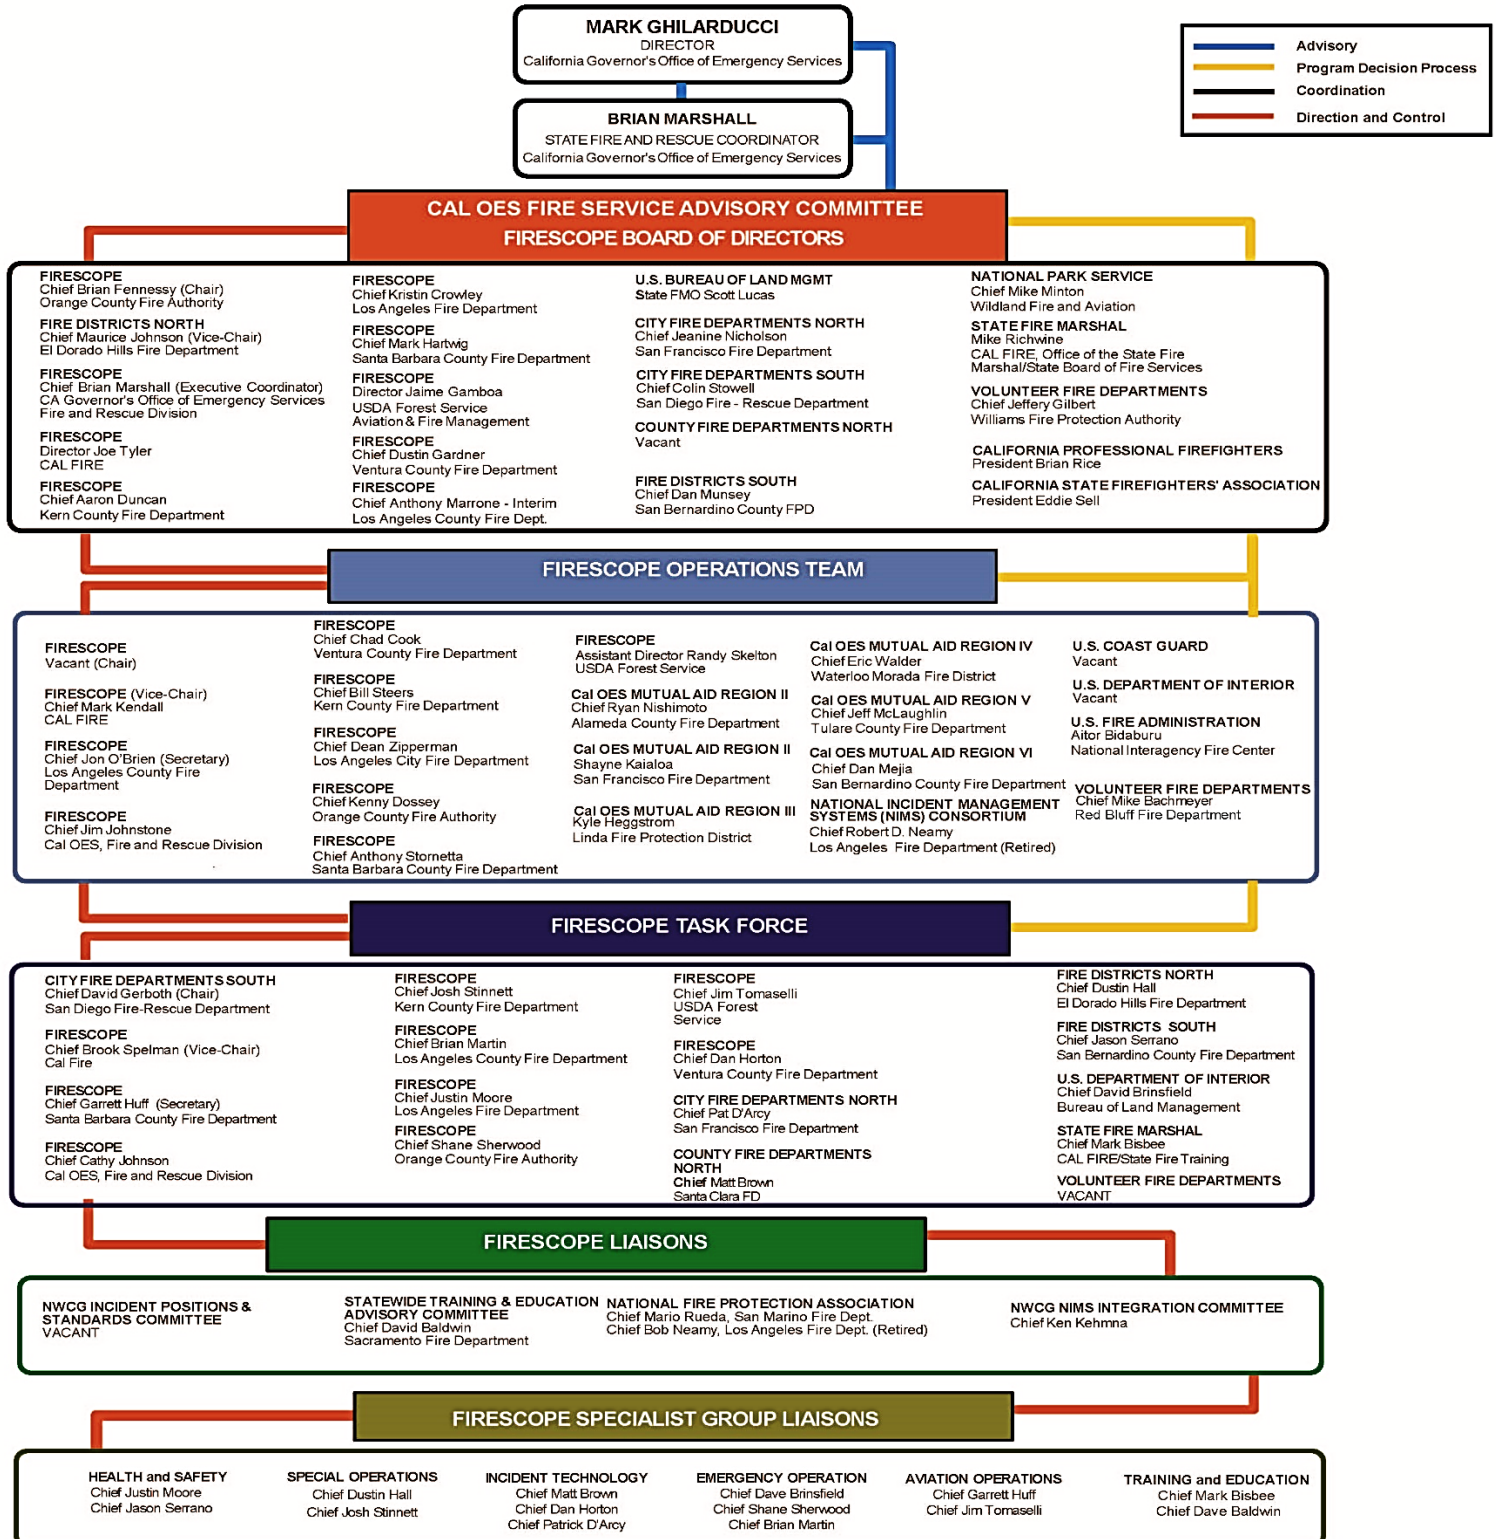 MARK GHILARDUCCI
DIRECTOR
California Governor's Office of Emergency Services
BRIAN MARSHALL
STATE FIRE AND RESCUE COORDINATOR
California Governor's Office of Emergency Services
Advisory
Program Decision Process
Coordination
Direction and Control
CAL OES FIRE SERVICE ADVISORY COMMITTEE
FIRESCOPE BOARD OF DIRECTORS
FIRESCOPE
Chief Brian Fennessy (Chair)
Orange County Fire Authority
FIRE DISTRICTS NORTH
Chief Maurice Johnson (Vice-Chair)
El Dorado Hills Fire Department
FIRESCOPE
Chief Brian Marshall (Executive Coordinator)
CA Governor's Office of Emergency Services
Fire and Rescue Division
FIRESCOPE
Director Joe Tyler
CAL FIRE
FIRESCOPE
Chief Aaron Duncan
Kern County Fire Department
FIRESCOPE
Chief Kristin Crowley
Los Angeles Fire Department
FIRESCOPE
Chief Mark Hartwig
Santa Barbara County Fire Department
FIRESCOPE
Director Jaime Gamboa
USDA Forest Service
Aviation & Fire Management
FIRESCOPE
Chief Dustin Gardner
Ventura County Fire Department
FIRESCOPE
Chief Anthony Marrone - Interim
Los Angeles County Fire Dept.
U.S. BUREAU OF LAND MGMT
State FMO Scott Lucas
CITY FIRE DEPARTMENTS NORTH
Chief Jeanine Nicholson
San Francisco Fire Department
CITY FIRE DEPARTMENTS SOUTH
Chief Colin Stowell
San Diego Fire - Rescue Department
COUNTY FIRE DEPARTMENTS NORTH
Vacant
FIRE DISTRICTS SOUTH
Chief Dan Munsey
San Bernardino County FPD
NATIONAL PARK SERVICE
Chief Mike Minton
Wildland Fire and Aviation
STATE FIRE MARSHAL
Mike Richwine
CAL FIRE, Office of the State Fire
Marshal/State Board of Fire Services
VOLUNTEER FIRE DEPARTMENTS
Chief Jeffery Gilbert
Williams Fire Protection Authority
CALIFORNIA PROFESSIONAL FIREFIGHTERS
President Brian Rice
CALIFORNIA STATE FIREFIGHTERS' ASSOCIATION
President Eddie Sell
FIRESCOPE OPERATIONS TEAM
FIRESCOPE
Vacant (Chair)
FIRESCOPE (Vice-Chair)
Chief Mark Kendall
CAL FIRE
FIRESCOPE
Chief Jon O'Brien (Secretary)
Los Angeles County Fire
Department
FIRESCOPE
Chief Jim Johnstone
Cal OES, Fire and Rescue Division
FIRESCOPE
Chief Chad Cook
Ventura County Fire Department
FIRESCOPE
Chief Bill Steers
Kern County Fire Department
FIRESCOPE
Chief Dean Zipperman
Los Angeles City Fire Department
FIRESCOPE
Chief Kenny Dossey
Orange County Fire Authority
FIRESCOPE
Chief Anthony Stornetta
Santa Barbara County Fire Department
FIRESCOPE
Assistant Director Randy Skelton
USDA Forest Service
Cal OES MUTUAL AID REGION II
Chief Ryan Nishimoto
Alameda County Fire Department
Cal OES MUTUAL AID REGION II
Shayne Kaialoa
San Francisco Fire Department
Cal OES MUTUAL AID REGION III
Kyle Heggstrom
Linda Fire Protection District
Cal OES MUTUAL AID REGION IV
Chief Eric Walder
Waterloo Morada Fire District
Cal OES MUTUAL AID REGION V
Chief Jeff McLaughlin
Tulare County Fire Department
Cal OES MUTUAL AID REGION VI
Chief Dan Mejia
San Bernardino County Fire Department
NATIONAL INCIDENT MANAGEMENT
SYSTEMS (NIMS) CONSORTIUM
Chief Robert D. Neamy
Los Angeles Fire Department (Retired)
U.S. COAST GUARD
Vacant
U.S. DEPARTMENT OF INTERIOR
Vacant
U.S. FIRE ADMINISTRATION
Aitor Bidaburu
National Interagency Fire Center
VOLUNTEER FIRE DEPARTMENTS
Chief Mike Bachmeyer
Red Bluff Fire Department
FIRESCOPE TASK FORCE
CITY FIRE DEPARTMENTS SOUTH
Chief David Gerboth (Chair)
San Diego Fire-Rescue Department
FIRESCOPE
Chief Brook Spelman (Vice-Chair)
Cal Fire
FIRESCOPE
Chief Garrett Huff (Secretary)
Santa Barbara County Fire Department
FIRESCOPE
Chief Cathy Johnson
Cal OES, Fire and Rescue Division
FIRESCOPE
Chief Josh Stinnett
Kern County Fire Department
FIRESCOPE
Chief Brian Martin
Los Angeles County Fire Department
FIRESCOPE
Chief Justin Moore
Los Angeles Fire Department
FIRESCOPE
Chief Shane Sherwood
Orange County Fire Authority
FIRESCOPE
Chief Jim Tomaselli
USDA Forest
Service
FIRESCOPE
Chief Dan Horton
Ventura County Fire Department
CITY FIRE DEPARTMENTS NORTH
Chief Pat D'Arcy
San Francisco Fire Department
COUNTY FIRE DEPARTMENTS
NORTH
Chief Matt Brown
Santa Clara FD
FIRE DISTRICTS NORTH
Chief Dustin Hall
El Dorado Hills Fire Department
FIRE DISTRICTS SOUTH
Chief Jason Serrano
San Bernardino County Fire Department
U.S. DEPARTMENT OF INTERIOR
Chief David Brinsfield
Bureau of Land Management
STATE FIRE MARSHAL
Chief Mark Bisbee
CAL FIRE/State Fire Training
VOLUNTEER FIRE DEPARTMENTS
VACANT
FIRESCOPE LIAISONS
NWCG INCIDENT POSITIONS &
STANDARDS COMMITTEE
VACANT
STATEWIDE TRAINING & EDUCATION
ADVISORY COMMITTEE
Chief David Baldwin
Sacramento Fire Department
NATIONAL FIRE PROTECTION ASSOCIATION
Chief Mario Rueda, San Marino Fire Dept.
Chief Bob Neamy, Los Angeles Fire Dept. (Retired)
NWCG NIMS INTEGRATION COMMITTEE
Chief Ken Kehmna
FIRESCOPE SPECIALIST GROUP LIAISONS
HEALTH and SAFETY
Chief Justin Moore
Chief Jason Serrano
SPECIAL OPERATIONS
Chief Dustin Hall
Chief Josh Stinnett
INCIDENT TECHNOLOGY
Chief Matt Brown
Chief Dan Horton
Chief Patrick D'Arcy
EMERGENCY OPERATION
Chief Dave Brinsfield
Chief Shane Sherwood
Chief Brian Martin
AVIATION OPERATIONS
Chief Garrett Huff
Chief Jim Tomaselli
TRAINING and EDUCATION
Chief Mark Bisbee
Chief Dave Baldwin